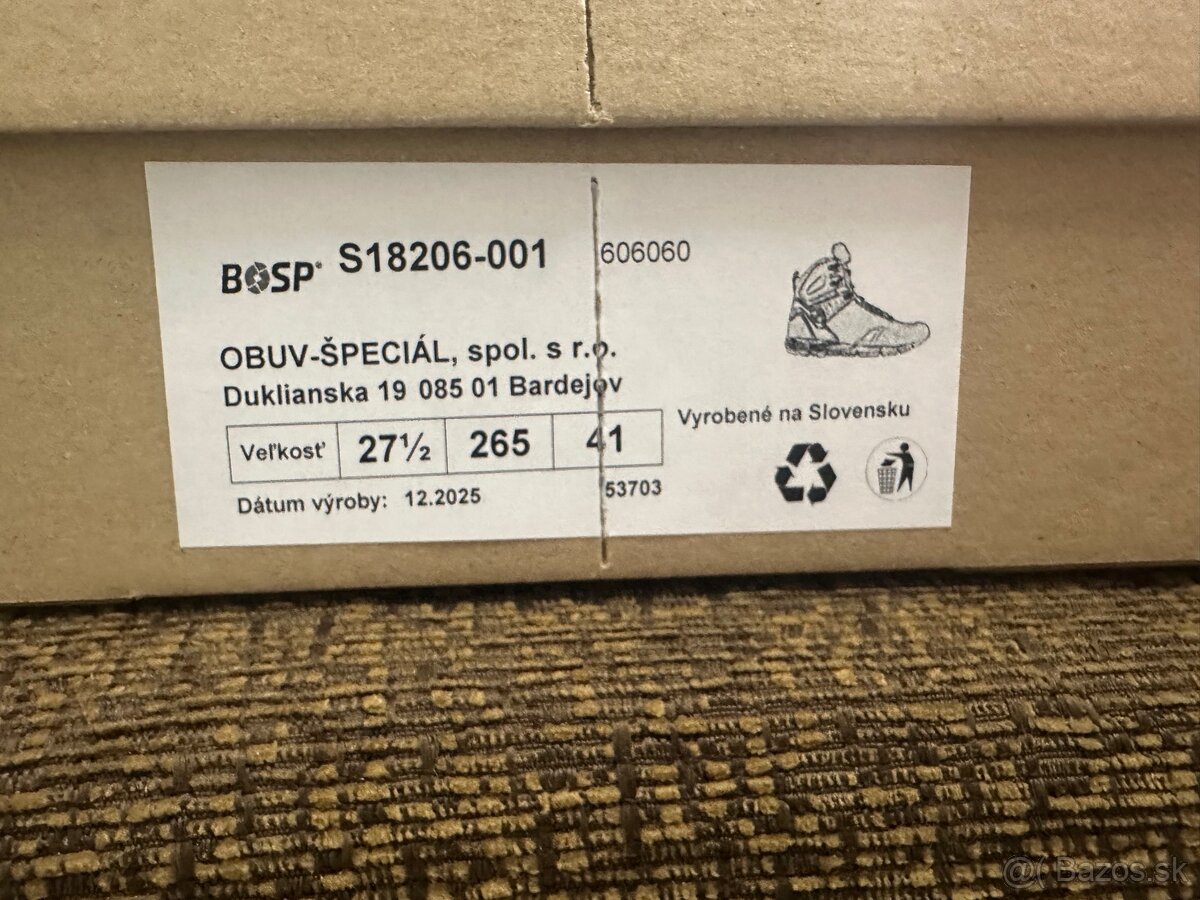 BOSP® S18206-001 606060
OBUV-ŠPECIÁL, spol. s r.o.
Duklianska 19 085 01 Bardejov
Vyrobené na Slovensku
Veľkosť 27½ 265 41
Dátum výroby: 12.2025 53703
@( Bazos.sk